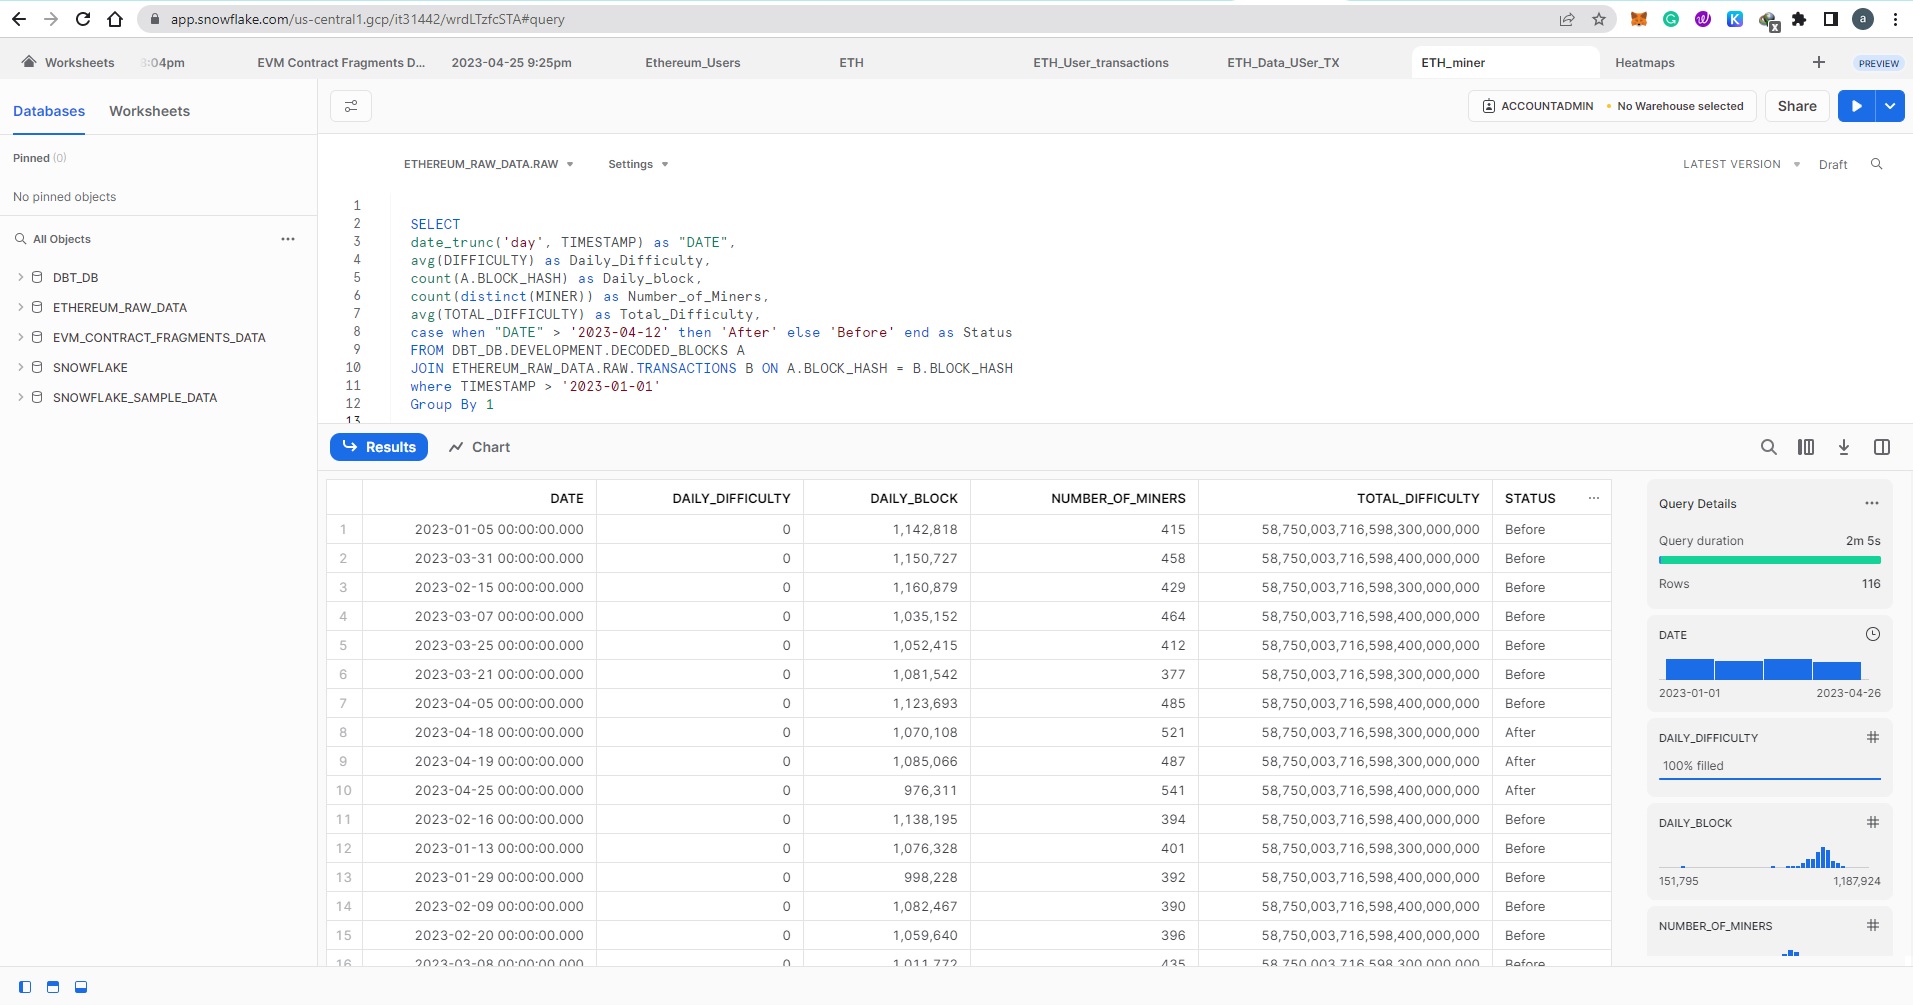 app.snowflake.com/us-central1.gcp/it31442/wrdLTzfcSTA#query
a
Worksheets 8:04pm EVM Contract Fragments D... 2023-04-25 9:25pm Ethereum_Users ETH ETH_User_transactions ETH_Data_USer_TX ETH_miner Heatmaps + PREVIEW
Databases Worksheets
ACCOUNTADMIN No Warehouse selected Share
Pinned (0)
No pinned objects
All Objects ...
DBT_DB
ETHEREUM_RAW_DATA
EVM_CONTRACT_FRAGMENTS_DATA
SNOWFLAKE
SNOWFLAKE_SAMPLE_DATA
ETHEREUM_RAW_DATA.RAW Settings LATEST VERSION Draft
1
2 SELECT
3 date_trunc('day', TIMESTAMP) as "DATE",
4 avg(DIFFICULTY) as Daily_Difficulty,
5 count(A.BLOCK_HASH) as Daily_block,
6 count(distinct(MINER)) as Number_of_Miners,
7 avg(TOTAL_DIFFICULTY) as Total_Difficulty,
8 case when "DATE" > '2023-04-12' then 'After' else 'Before' end as Status
9 FROM DBT_DB.DEVELOPMENT.DECODED_BLOCKS A
10 JOIN ETHEREUM_RAW_DATA.RAW.TRANSACTIONS B ON A.BLOCK_HASH = B.BLOCK_HASH
11 where TIMESTAMP > '2023-01-01'
12 Group By 1
13
Results Chart
DATE DAILY_DIFFICULTY DAILY_BLOCK NUMBER_OF_MINERS TOTAL_DIFFICULTY STATUS ...
1 2023-01-05 00:00:00.000 0 1,142,818 415 58,750,003,716,598,300,000,000 Before
2 2023-03-31 00:00:00.000 0 1,150,727 458 58,750,003,716,598,400,000,000 Before
3 2023-02-15 00:00:00.000 0 1,160,879 429 58,750,003,716,598,300,000,000 Before
4 2023-03-07 00:00:00.000 0 1,035,152 464 58,750,003,716,598,400,000,000 Before
5 2023-03-25 00:00:00.000 0 1,052,415 412 58,750,003,716,598,400,000,000 Before
6 2023-03-21 00:00:00.000 0 1,081,542 377 58,750,003,716,598,300,000,000 Before
7 2023-04-05 00:00:00.000 0 1,123,693 485 58,750,003,716,598,400,000,000 Before
8 2023-04-18 00:00:00.000 0 1,070,108 521 58,750,003,716,598,300,000,000 After
9 2023-04-19 00:00:00.000 0 1,085,066 487 58,750,003,716,598,300,000,000 After
10 2023-04-25 00:00:00.000 0 976,311 541 58,750,003,716,598,400,000,000 After
11 2023-02-16 00:00:00.000 0 1,138,195 394 58,750,003,716,598,400,000,000 Before
12 2023-01-13 00:00:00.000 0 1,076,328 401 58,750,003,716,598,300,000,000 Before
13 2023-01-29 00:00:00.000 0 998,228 392 58,750,003,716,598,400,000,000 Before
14 2023-02-09 00:00:00.000 0 1,082,467 390 58,750,003,716,598,400,000,000 Before
15 2023-02-20 00:00:00.000 0 1,059,640 396 58,750,003,716,598,400,000,000 Before
16 2023-03-08 00:00:00.000 0 1,011,772 435 58,750,003,716,598,300,000,000 Before
Query Details ...
Query duration 2m 5s
Rows 116
DATE
2023-01-01 2023-04-26
DAILY_DIFFICULTY #
100% filled
DAILY_BLOCK #
151,795 1,187,924
NUMBER_OF_MINERS #